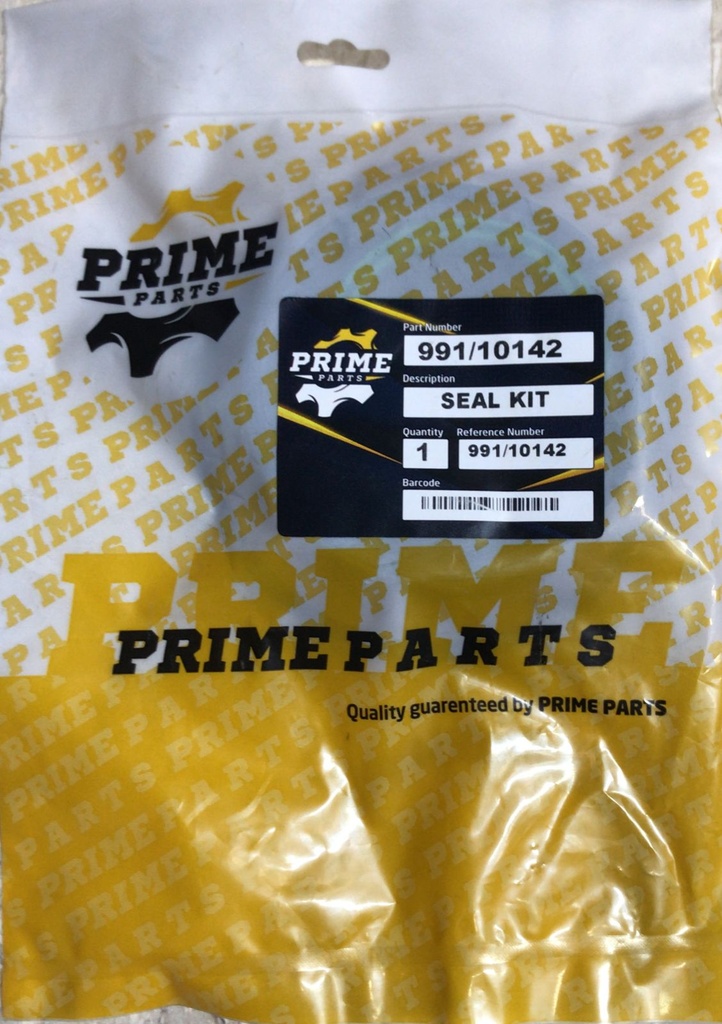 PRIME
PARTS
PRIME
PARTS
Part Number
991/10142
Description
SEAL KIT
Quantity
Reference Number
1
991/10142
Barcode
PRIME
PRIME PARTS
Quality guarenteed by PRIME PARTS